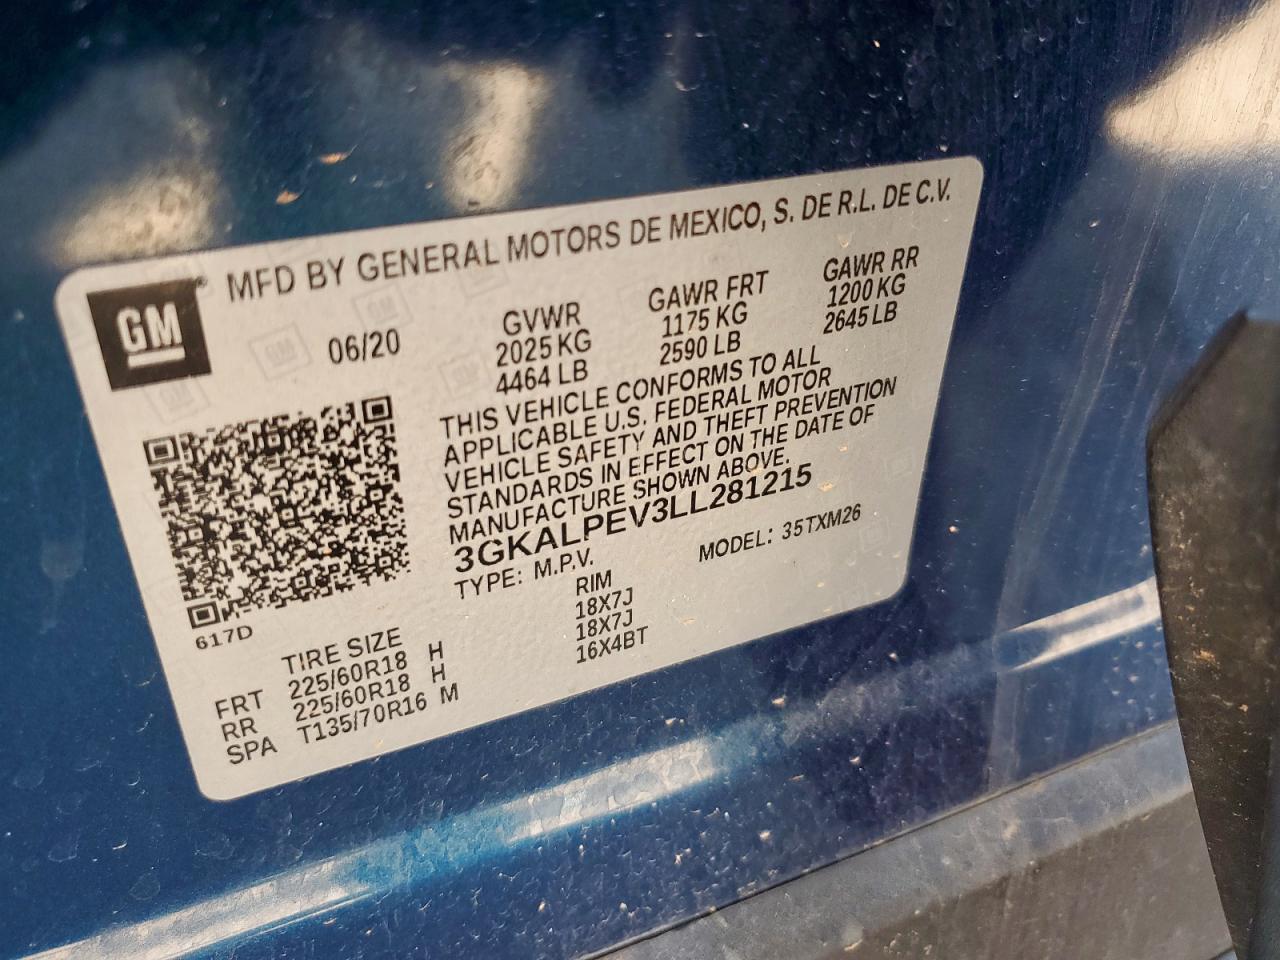 MFD BY GENERAL MOTORS DE MEXICO, S. DE R.L. DE C.V.
GM®
06/20
GVWR
2025 KG
4464 LB
GAWR FRT
1175 KG
2590 LB
GAWR RR
1200 KG
2645 LB
THIS VEHICLE CONFORMS TO ALL
APPLICABLE U.S. FEDERAL MOTOR
VEHICLE SAFETY AND THEFT PREVENTION
STANDARDS IN EFFECT ON THE DATE OF
MANUFACTURE SHOWN ABOVE.
3GKALPEV3LL281215
TYPE: M.P.V. MODEL: 35TXM26
617D
TIRE SIZE RIM
FRT 225/60R18 H 18X7J
RR 225/60R18 H 18X7J
SPA T135/70R16 M 16X4BT